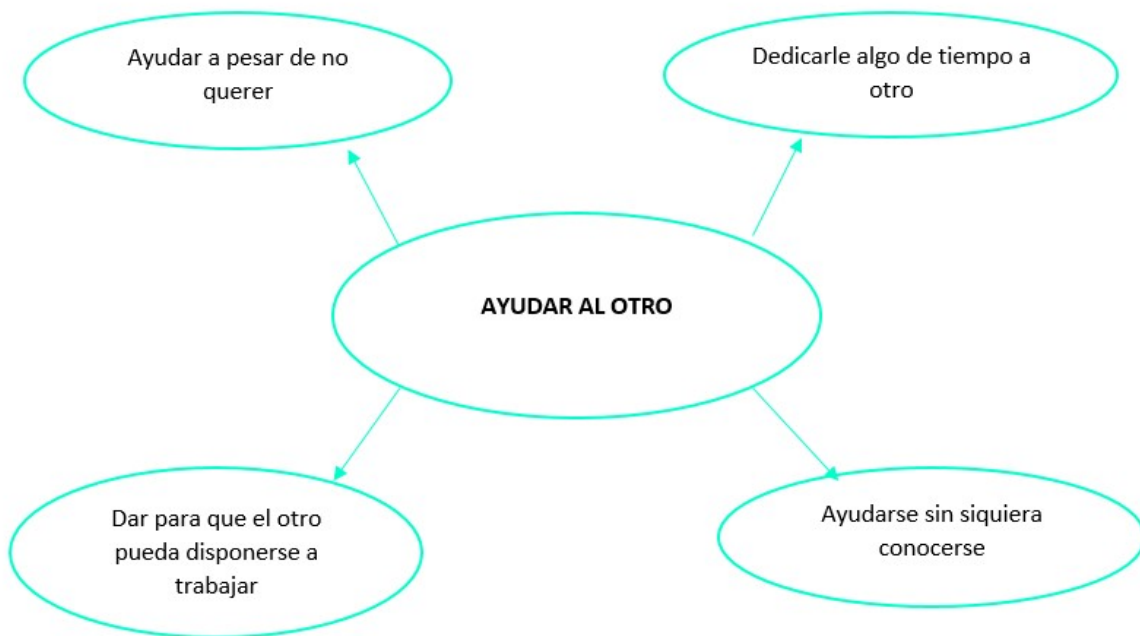 Ayudar a pesar de no
querer
Dedicarle algo de tiempo a
otro
AYUDAR AL OTRO
Dar para que el otro
pueda disponerse a
trabajar
Ayudarse sin siquiera
conocerse